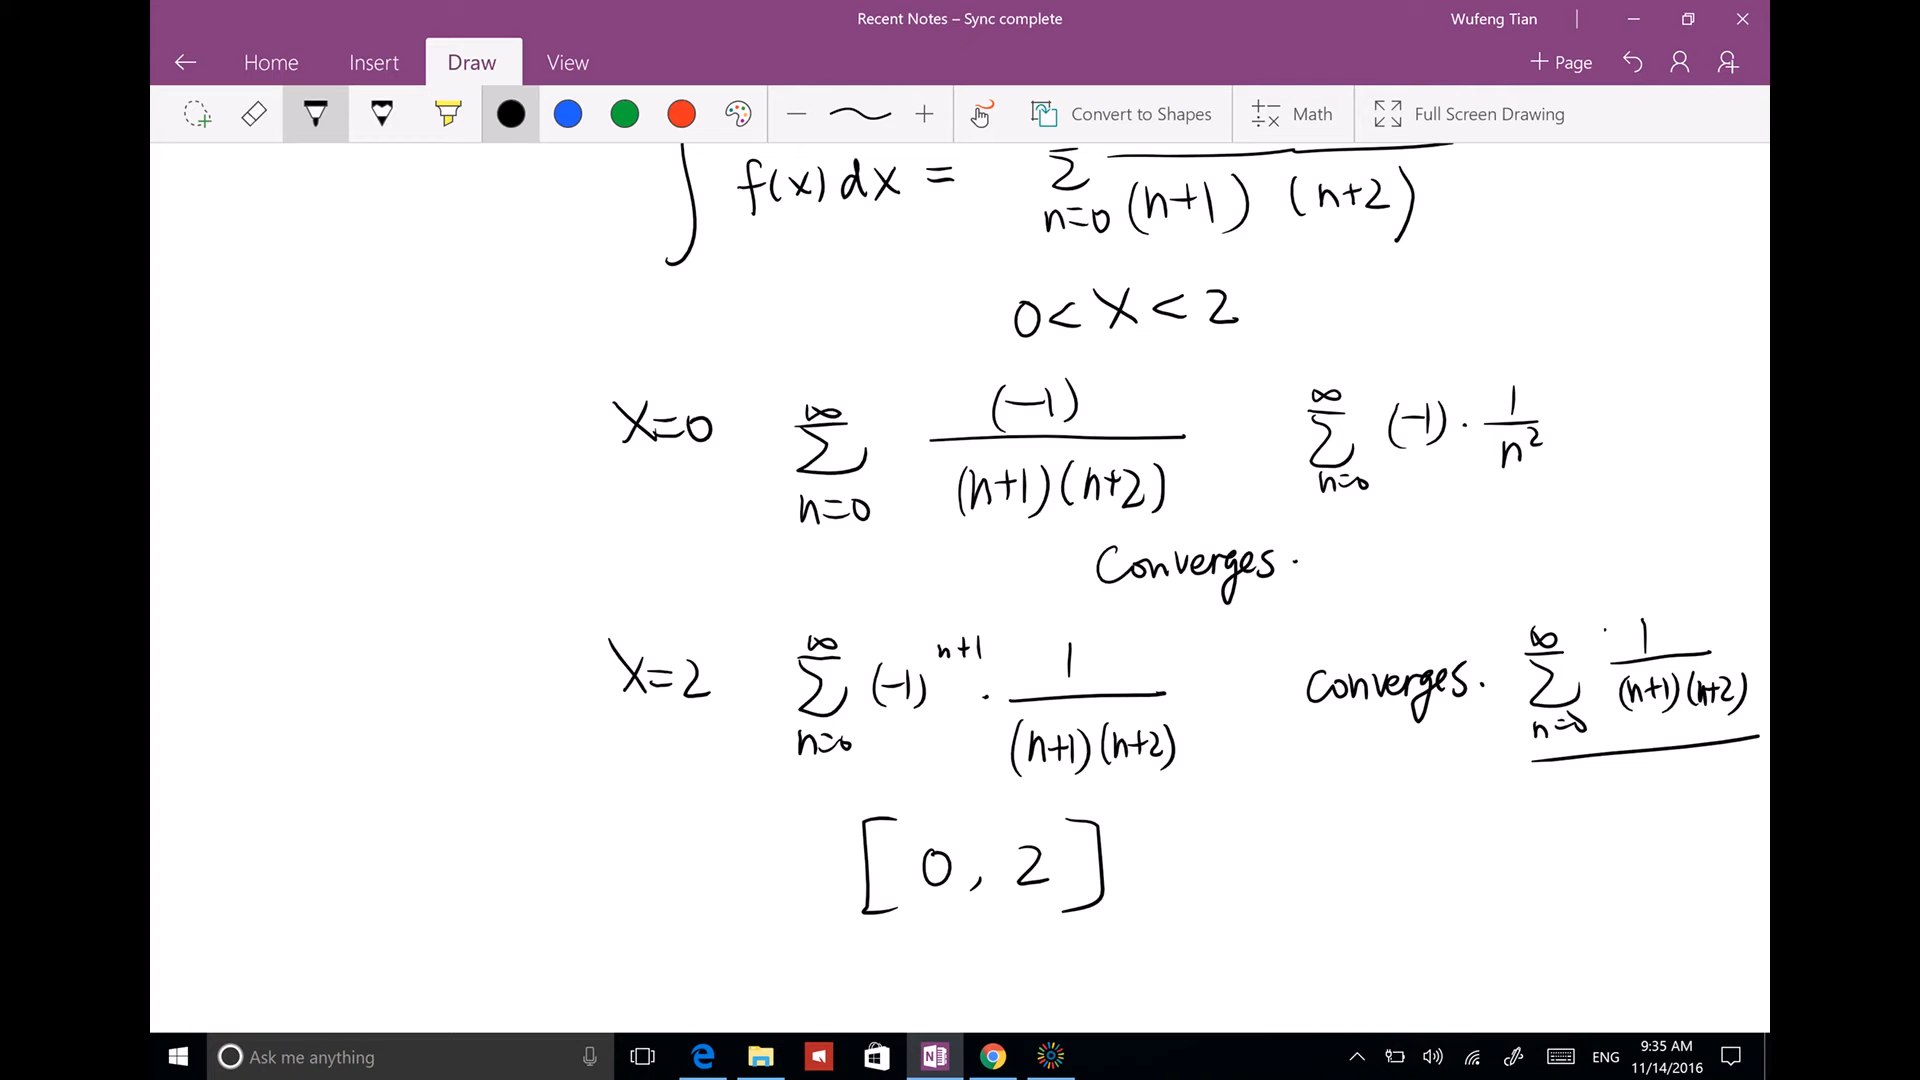 Recent Notes – Sync complete
Wufeng Tian
Home Insert Draw View
+ Page
Convert to Shapes
Math
Full Screen Drawing
∫ f(x) dx = Σ n=0 (n+1) (n+2)
0 < X < 2
X=0 ∞ Σ n=0 (-1) / (n+1)(n+2) ∞ Σ n=0 (-1) · 1 / n²
Converges.
X=2 ∞ Σ n=0 (-1)^n+1 · 1 / (n+1)(n+2) Converges. ∞ Σ n=0 1 / (n+1)(n+2)
[ 0, 2 ]
Ask me anything
ENG
9:35 AM
11/14/2016